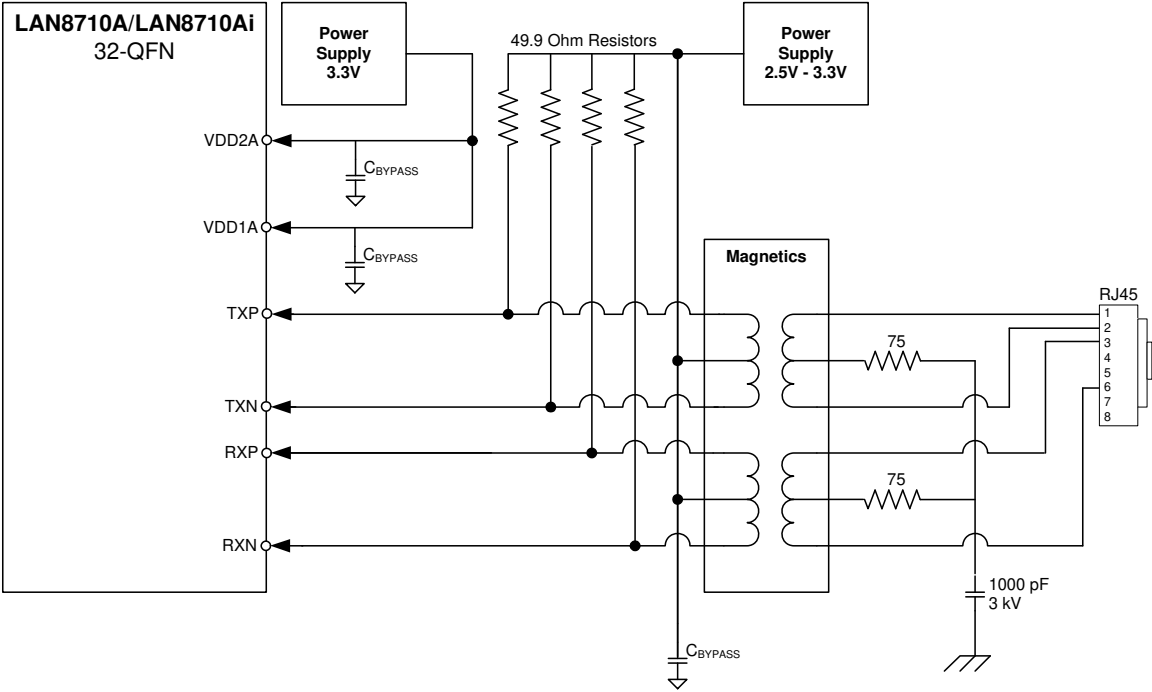 LAN8710A/LAN8710Ai
32-QFN
Power
Supply
3.3V
49.9 Ohm Resistors
Power
Supply
2.5V - 3.3V
VDD2A
CBYPASS
VDD1A
CBYPASS
Magnetics
TXP
RJ45
1
2
3
4
5
6
7
8
75
TXN
RXP
75
RXN
1000 pF
3 kV
CBYPASS